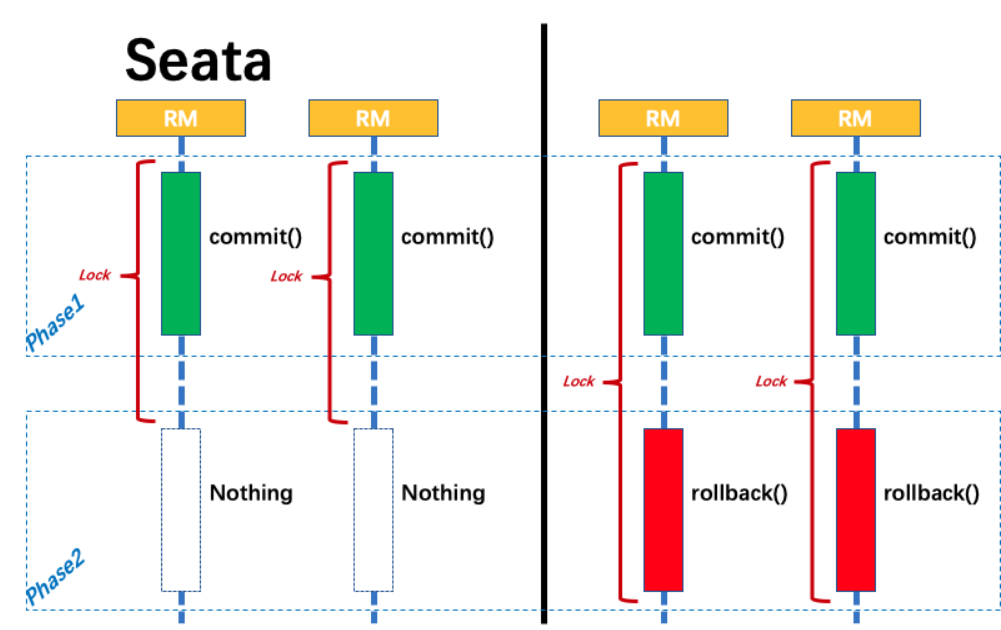 Seata
RM
RM
RM
RM
commit()
commit()
commit()
commit()
Lock
Lock
Phase1
Lock
Lock
Nothing
Nothing
rollback()
rollback()
Phase2